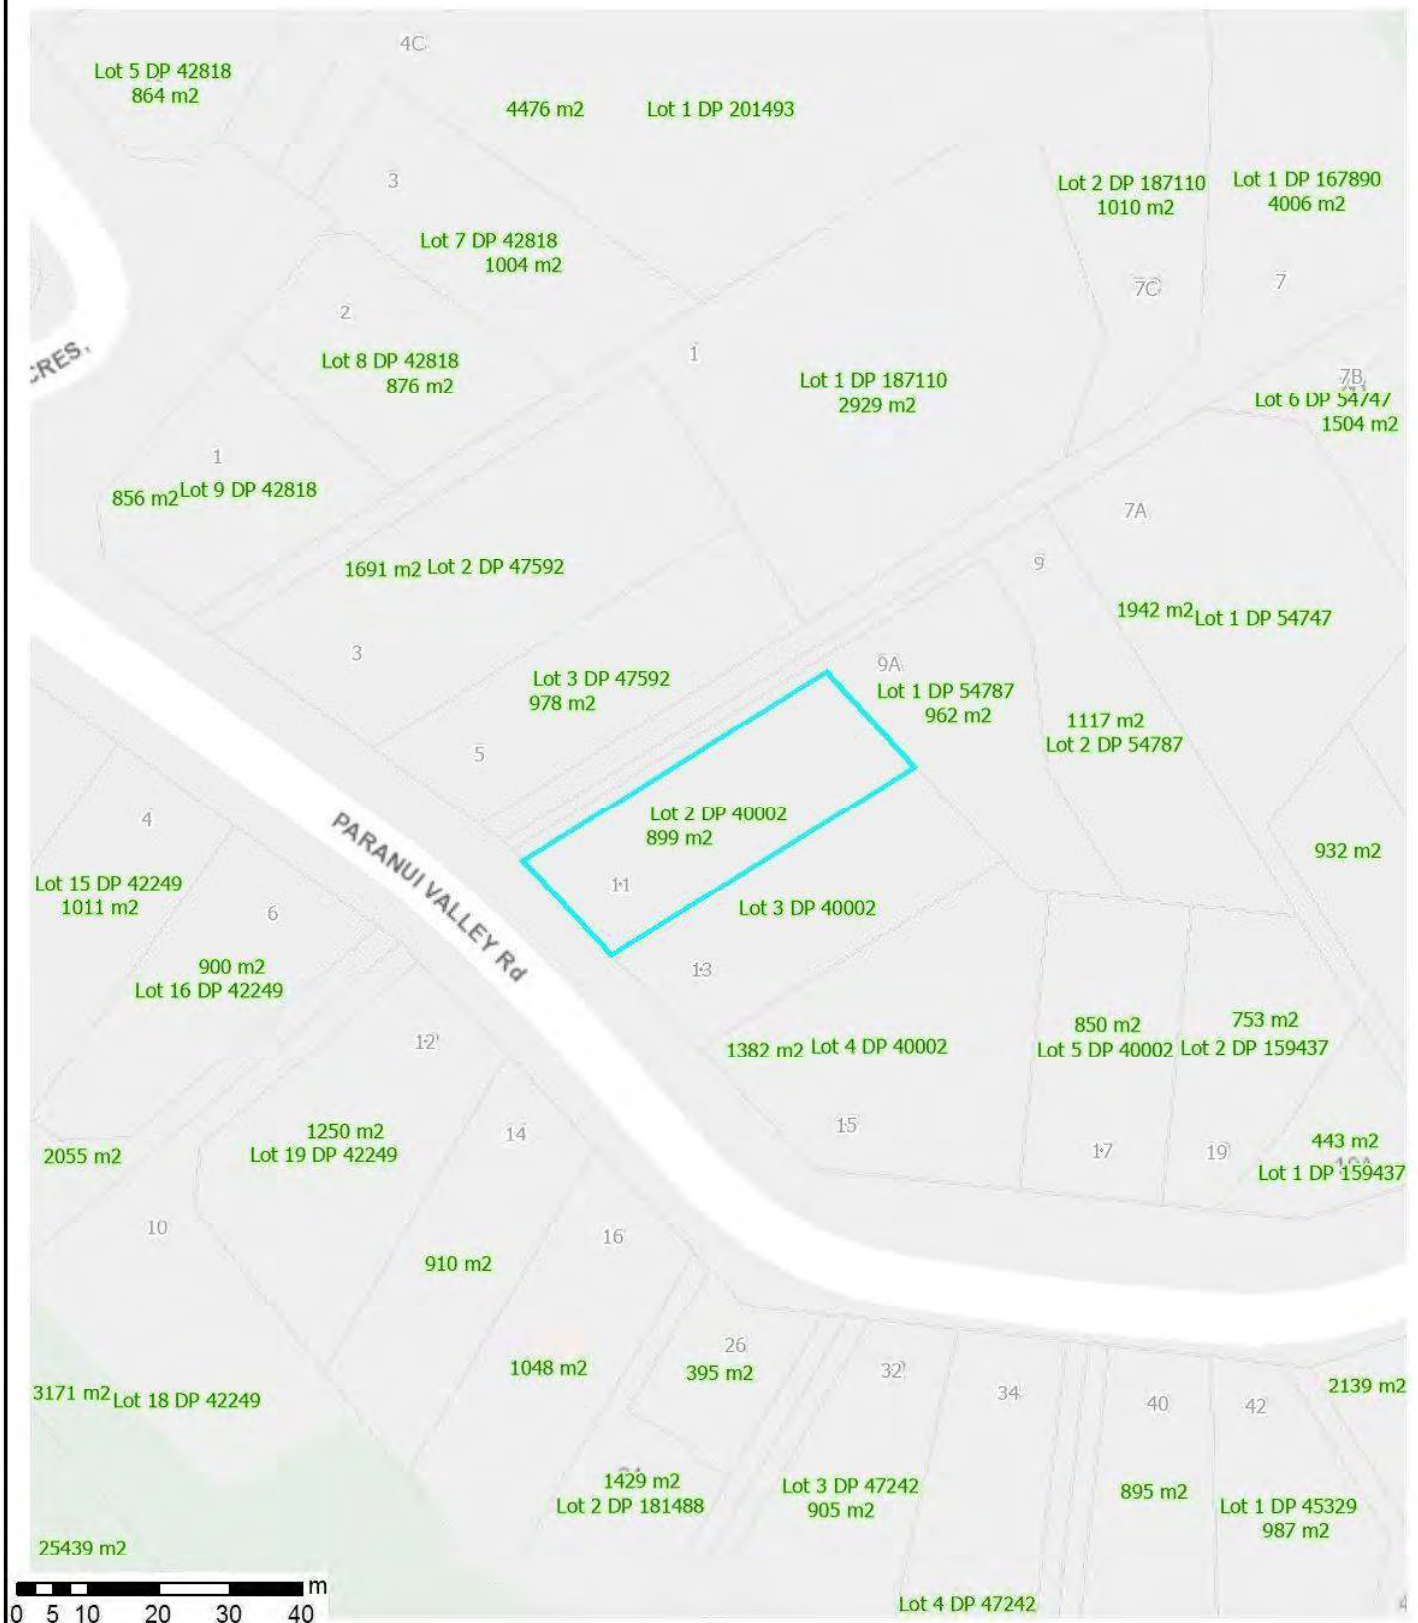 4C
Lot 5 DP 42818
864 m2
4476 m2
Lot 1 DP 201493
3
Lot 2 DP 187110
1010 m2
Lot 1 DP 167890
4006 m2
Lot 7 DP 42818
1004 m2
7C
7
2
CRES.
Lot 8 DP 42818
876 m2
1
Lot 1 DP 187110
2929 m2
7B
Lot 6 DP 54747
1504 m2
1
856 m2
Lot 9 DP 42818
7A
1691 m2
Lot 2 DP 47592
9
1942 m2
Lot 1 DP 54747
3
Lot 3 DP 47592
978 m2
9A
Lot 1 DP 54787
962 m2
1117 m2
Lot 2 DP 54787
5
4
PARANUI VALLEY Rd
Lot 2 DP 40002
899 m2
11
932 m2
Lot 15 DP 42249
1011 m2
6
Lot 3 DP 40002
900 m2
Lot 16 DP 42249
13
12
1382 m2
Lot 4 DP 40002
850 m2
Lot 5 DP 40002
753 m2
Lot 2 DP 159437
2055 m2
1250 m2
Lot 19 DP 42249
14
15
17
19
443 m2
Lot 1 DP 159437
10
16
910 m2
1048 m2
26
395 m2
32
34
40
42
2139 m2
3171 m2
Lot 18 DP 42249
1429 m2
Lot 2 DP 181488
Lot 3 DP 47242
905 m2
895 m2
Lot 1 DP 45329
987 m2
25439 m2
Lot 4 DP 47242
m
0 5 10 20 30 40